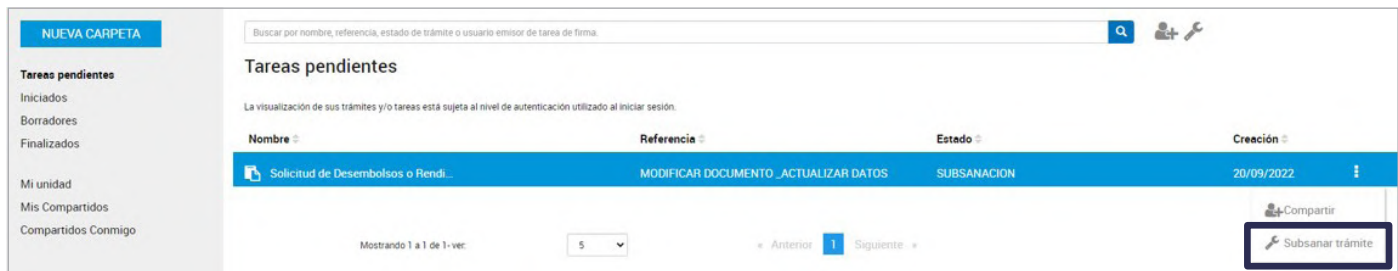 NUEVA CARPETA
Buscar por nombre, referencia, estado de trámite o usuario emisor de tarea de firma.
Tareas pendientes
Iniciados
Borradores
Finalizados
Mi unidad
Mis Compartidos
Compartidos Conmigo
Tareas pendientes
La visualización de sus trámites y/o tareas está sujeta al nivel de autenticación utilizado al iniciar sesión.
Nombre Referencia Estado Creación
Solicitud de Desembolsos o Rendi... MODIFICAR DOCUMENTO _ACTUALIZAR DATOS SUBSANACION 20/09/2022
Compartir
Subsanar trámite
Mostrando 1 a 1 de 1- ver: 5 « Anterior 1 Siguiente »